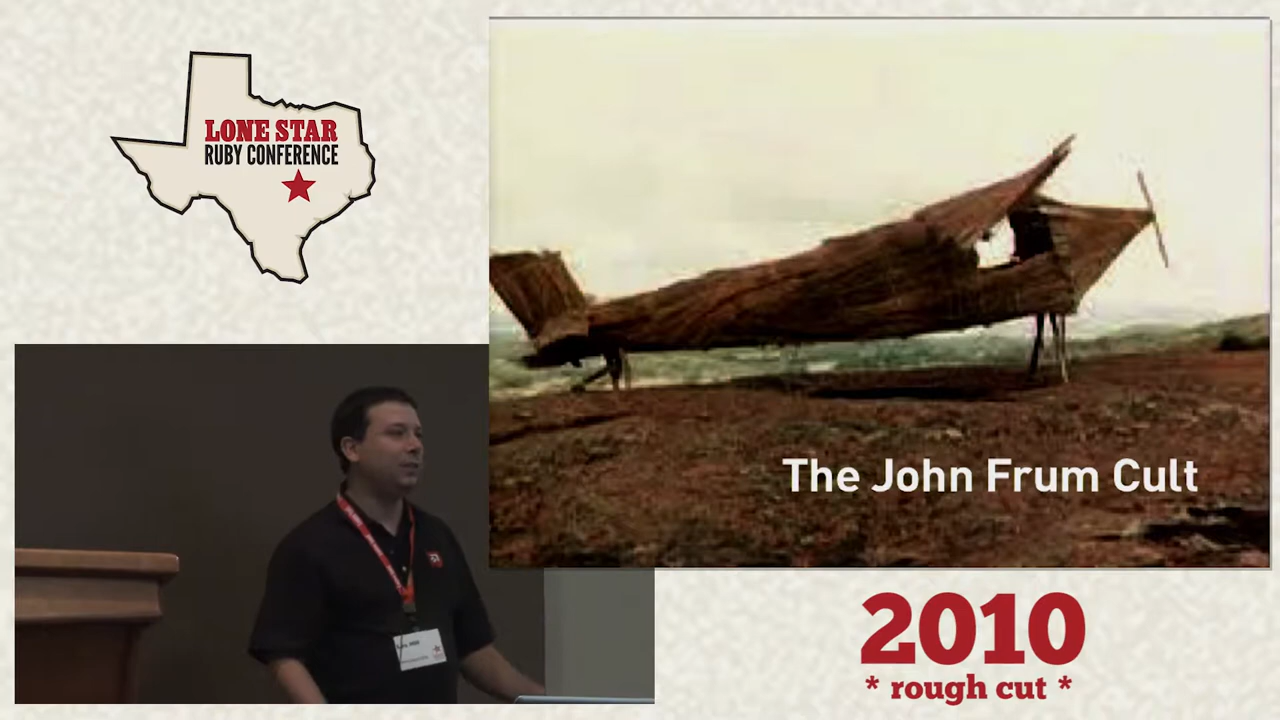 LONE STAR
RUBY CONFERENCE
The John Frum Cult
2010
* rough cut *